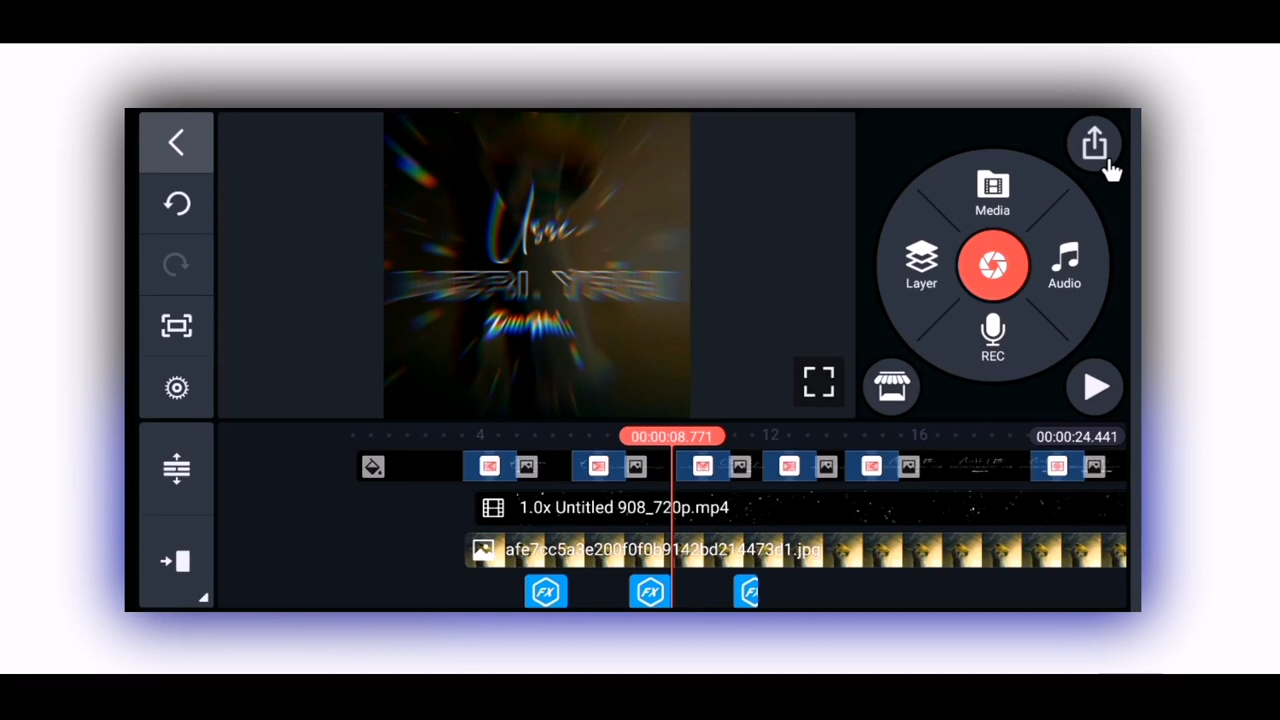 Media
Layer
Audio
REC
4
00:00:08.771
12
16
00:00:24.441
1.0x Untitled 908_720p.mp4
afe7cc5a3e200f0f0b9142bd214473d1.jpg
FX
FX